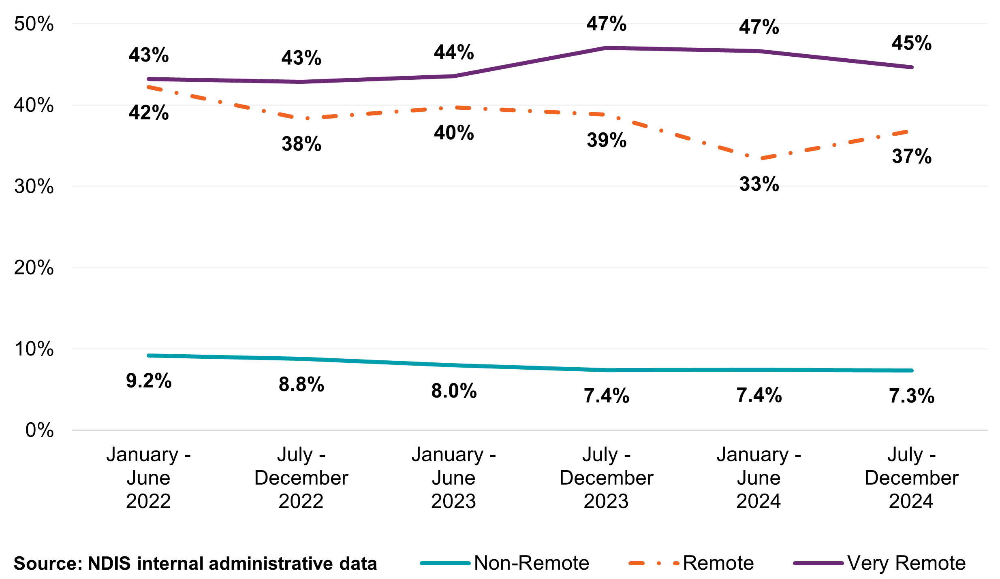 50%
47%
47%
45%
43%
43%
44%
40%
42%
38%
40%
39%
37%
33%
30%
20%
10%
9.2%
8.8%
8.0%
7.4%
7.4%
7.3%
0%
January -
June
2022
July -
December
2022
January -
June
2023
July -
December
2023
January -
June
2024
July -
December
2024
Source: NDIS internal administrative data
Non-Remote
Remote
Very Remote